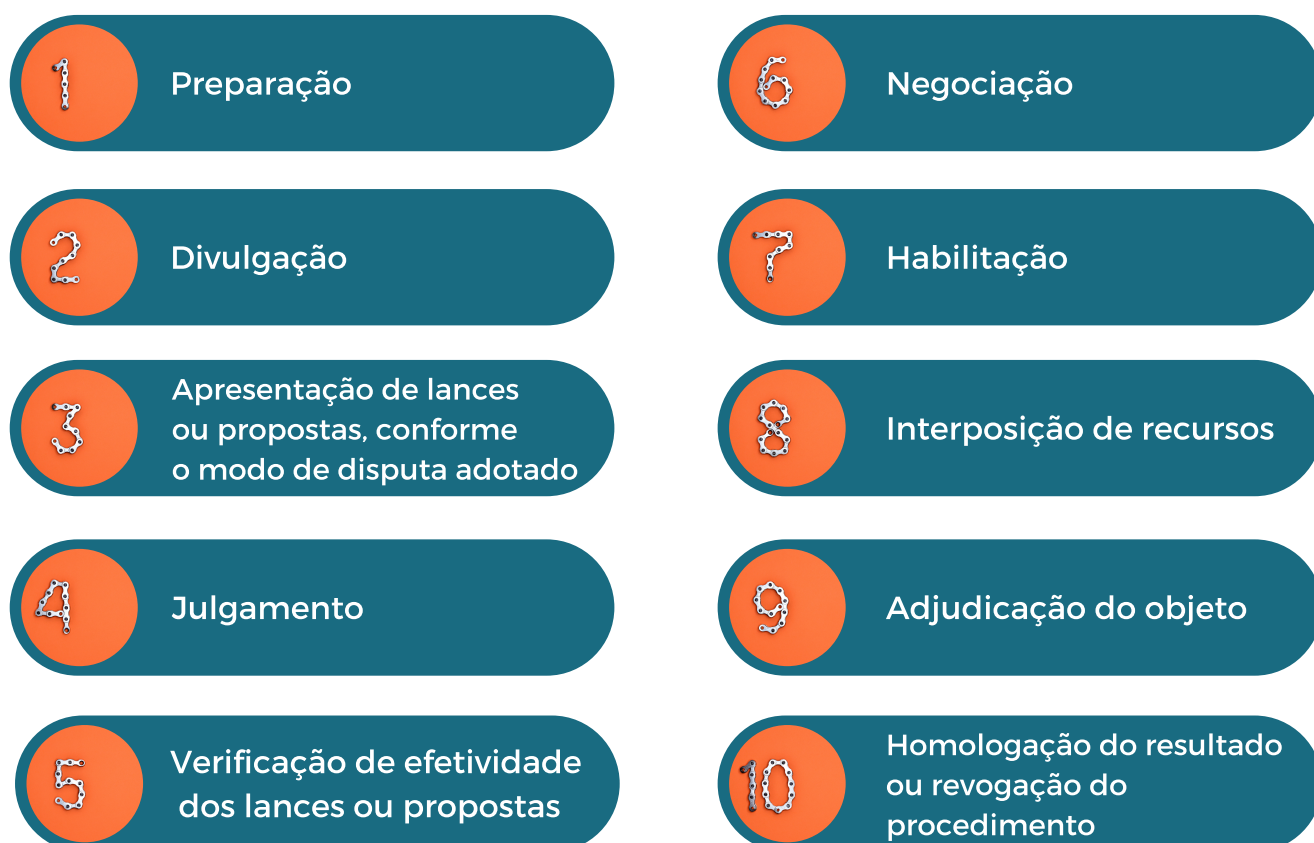 1
Preparação
2
Divulgação
3
Apresentação de lances
ou propostas, conforme
o modo de disputa adotado
4
Julgamento
5
Verificação de efetividade
dos lances ou propostas
6
Negociação
7
Habilitação
8
Interposição de recursos
9
Adjudicação do objeto
10
Homologação do resultado
ou revogação do
procedimento